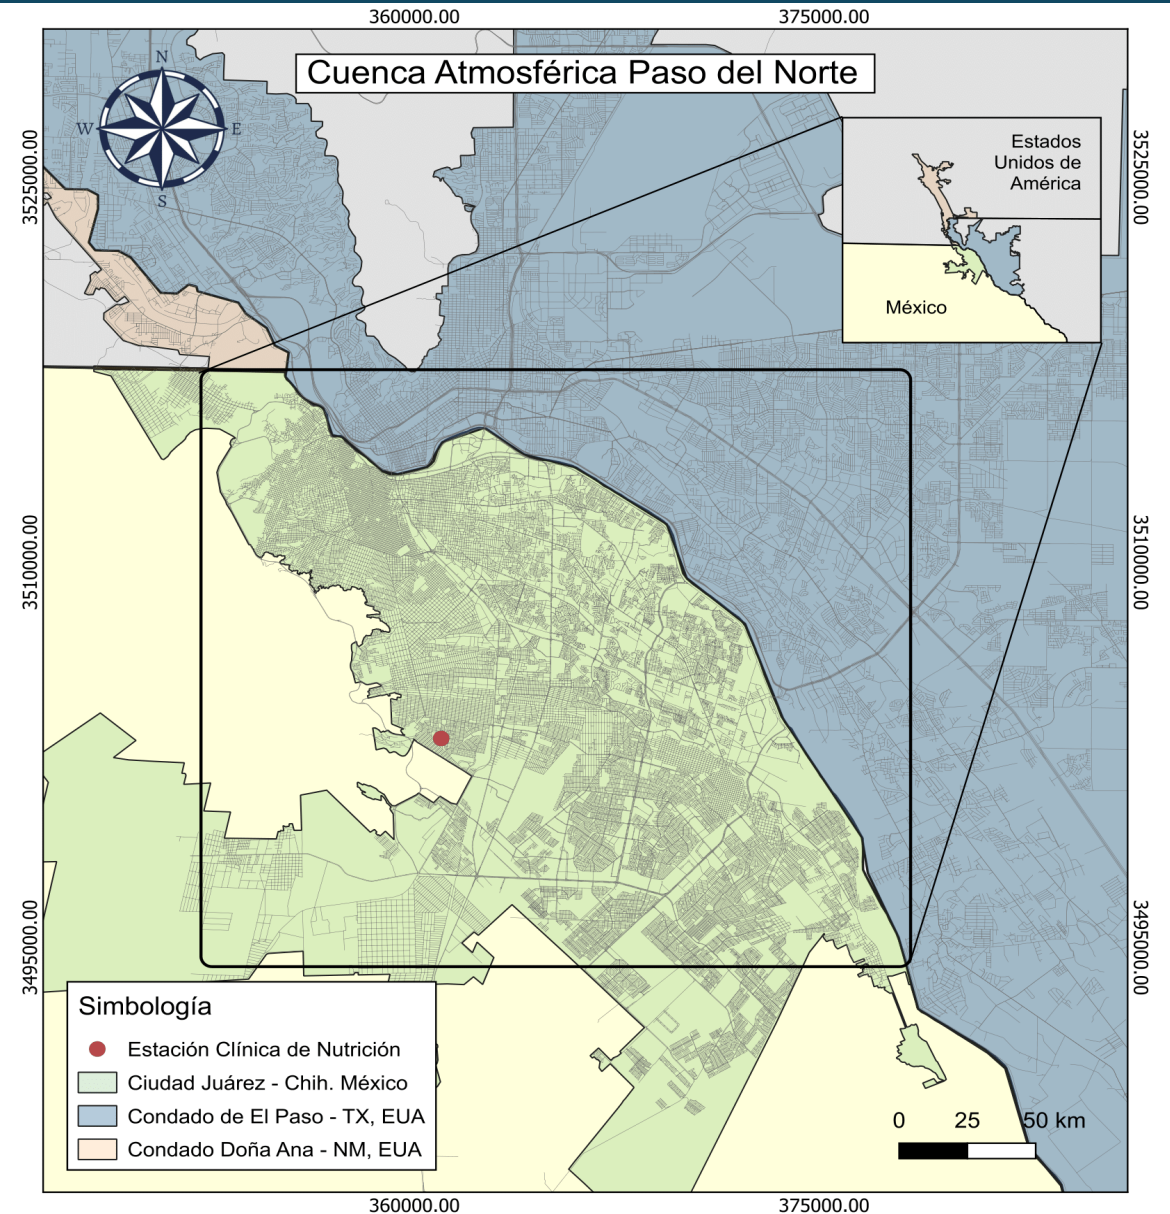 360000.00
375000.00
Cuenca Atmosférica Paso del Norte
N
W
E
S
3525000.00
3525000.00
Estados
Unidos de
América
México
3510000.00
3510000.00
3495000.00
3495000.00
Simbología
Estación Clínica de Nutrición
Ciudad Juárez - Chih. México
Condado de El Paso - TX, EUA
Condado Doña Ana - NM, EUA
0 25 50 km
360000.00
375000.00